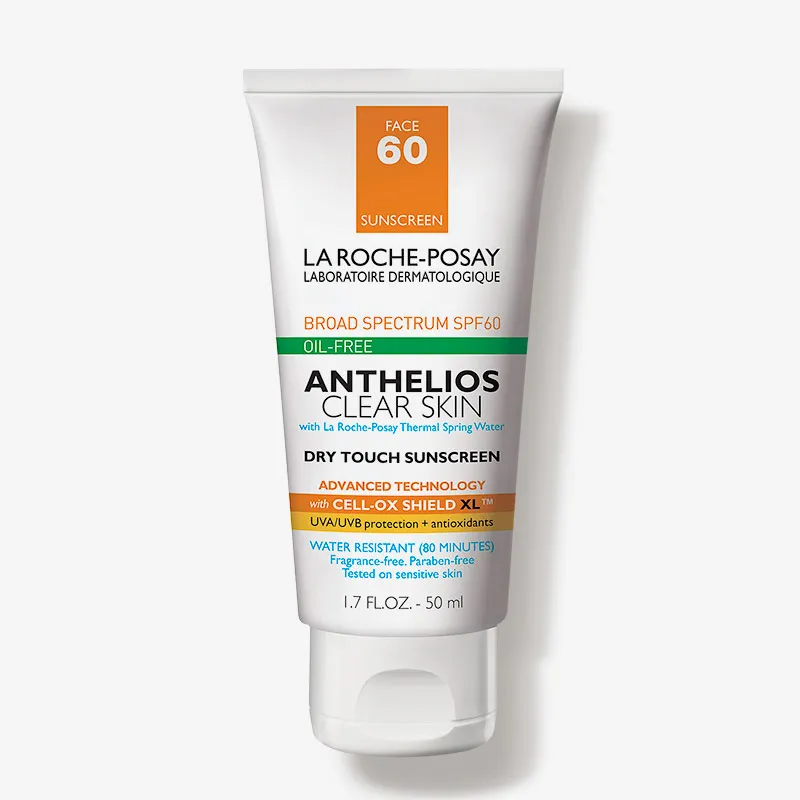 FACE
60
SUNSCREEN
LA ROCHE-POSAY
LABORATOIRE DERMATOLOGIQUE
BROAD SPECTRUM SPF60
OIL-FREE
ANTHELIOS
CLEAR SKIN
with La Roche-Posay Thermal Spring Water
DRY TOUCH SUNSCREEN
ADVANCED TECHNOLOGY
with CELL-OX SHIELD XL™
UVA/UVB protection + antioxidants
WATER RESISTANT (80 MINUTES)
Fragrance-free. Paraben-free
Tested on sensitive skin
1.7 FL.OZ. - 50 ml